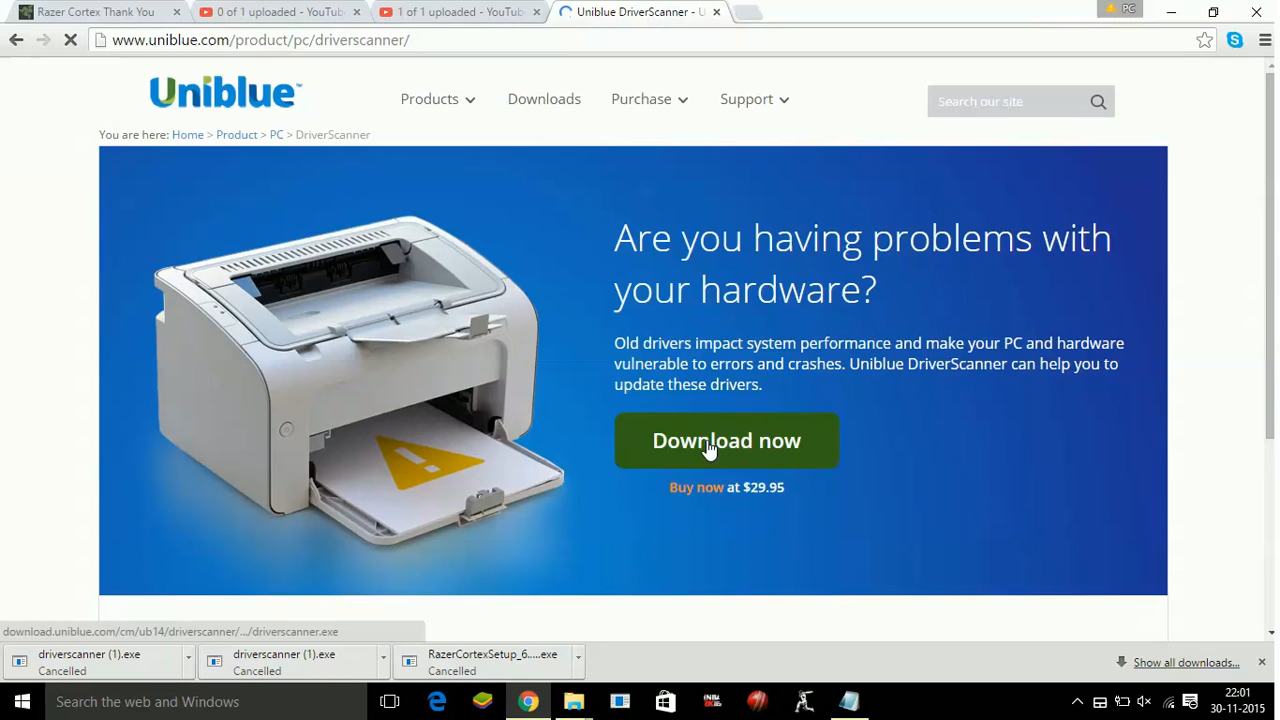 Razer Cortex Thank You
0 of 1 uploaded - YouTub
1 of 1 uploaded - YouTub
Uniblue DriverScanner - U
PC
www.uniblue.com/product/pc/driverscanner/
Uniblue™
Products
Downloads
Purchase
Support
Search our site
You are here: Home > Product > PC > DriverScanner
Are you having problems with
your hardware?
Old drivers impact system performance and make your PC and hardware
vulnerable to errors and crashes. Uniblue DriverScanner can help you to
update these drivers.
Download now
Buy now at $29.95
download.uniblue.com/cm/ub14/driverscanner/.../driverscanner.exe
driverscanner (1).exe
Cancelled
driverscanner (1).exe
Cancelled
RazerCortexSetup_6.....exe
Cancelled
Show all downloads...
Search the web and Windows
22:01
30-11-2015